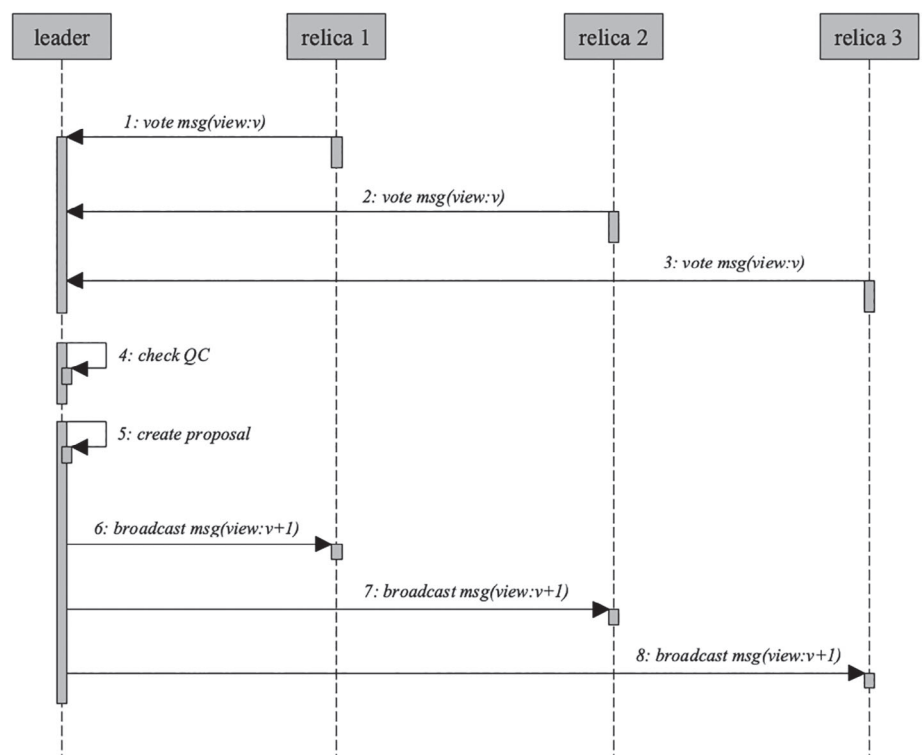 leader
relica 1
relica 2
relica 3
1: vote msg(view:v)
2: vote msg(view:v)
3: vote msg(view:v)
4: check QC
5: create proposal
6: broadcast msg(view:v+1)
7: broadcast msg(view:v+1)
8: broadcast msg(view:v+1)